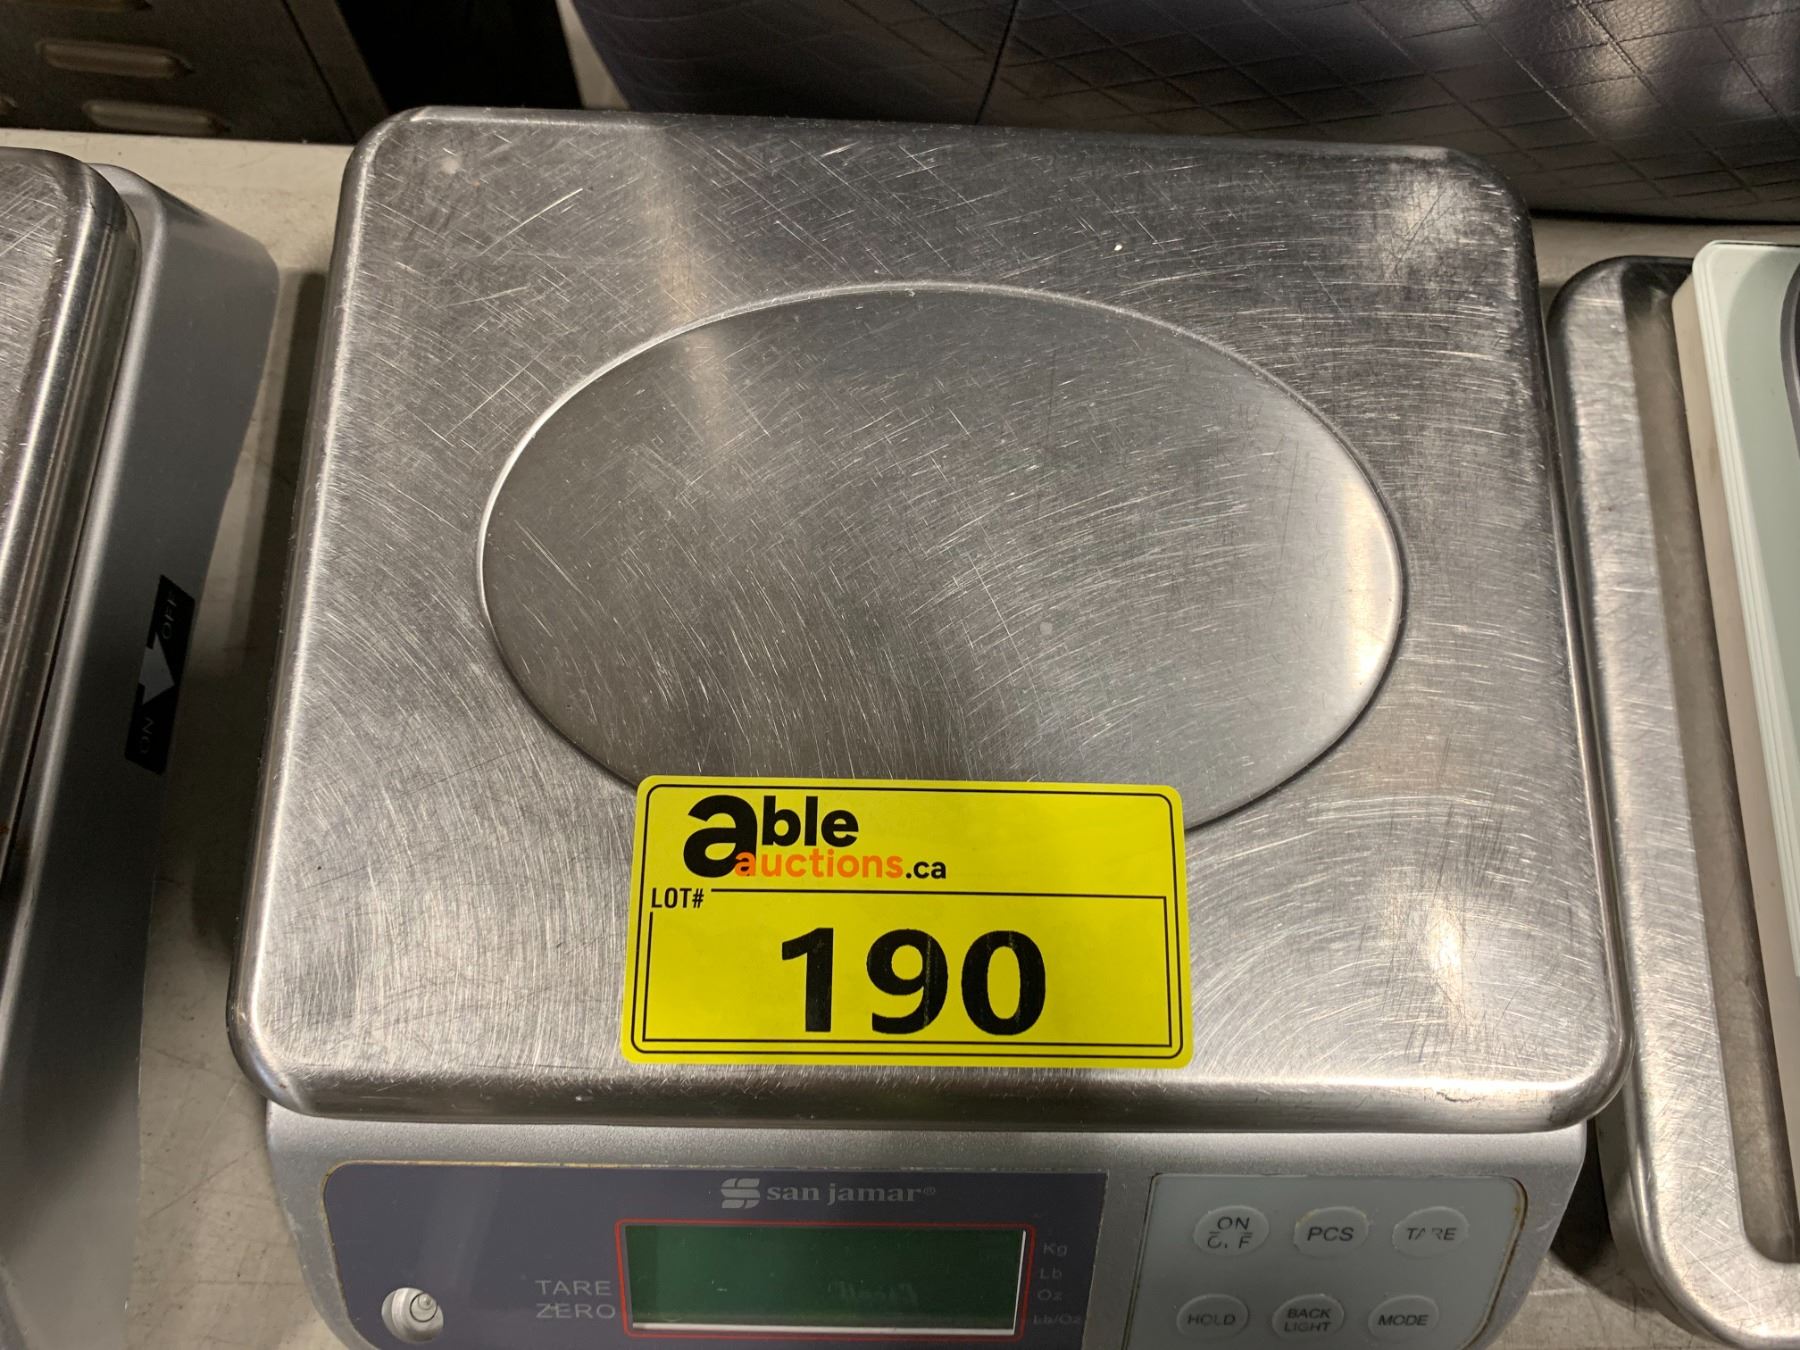 able
auctions.ca
LOT#
190
san jamar®
TARE
ZERO
Kg
Lb
Oz
Lb/Oz
ON
OFF
PCS
TARE
HOLD
BACK
LIGHT
MODE
ON
OFF